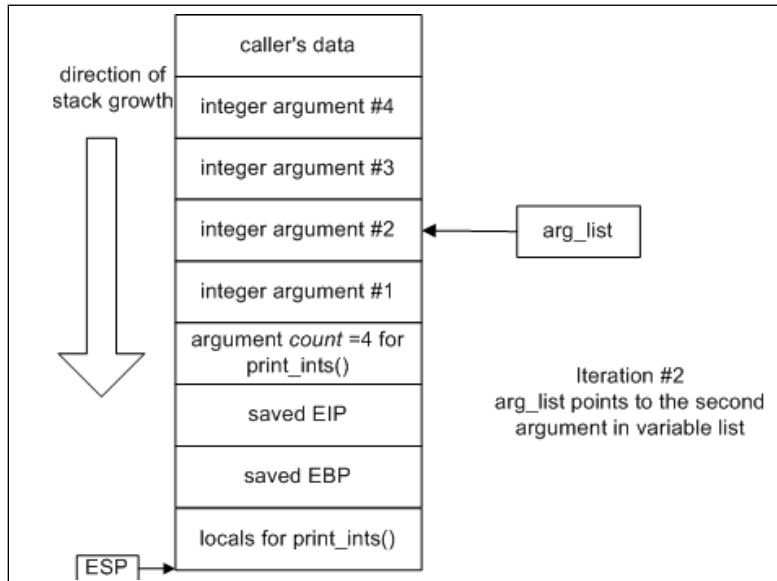 caller's data
direction of
stack growth
integer argument #4
integer argument #3
integer argument #2
arg_list
integer argument #1
argument count =4 for
print_ints()
Iteration #2
arg_list points to the second
argument in variable list
saved EIP
saved EBP
locals for print_ints()
ESP